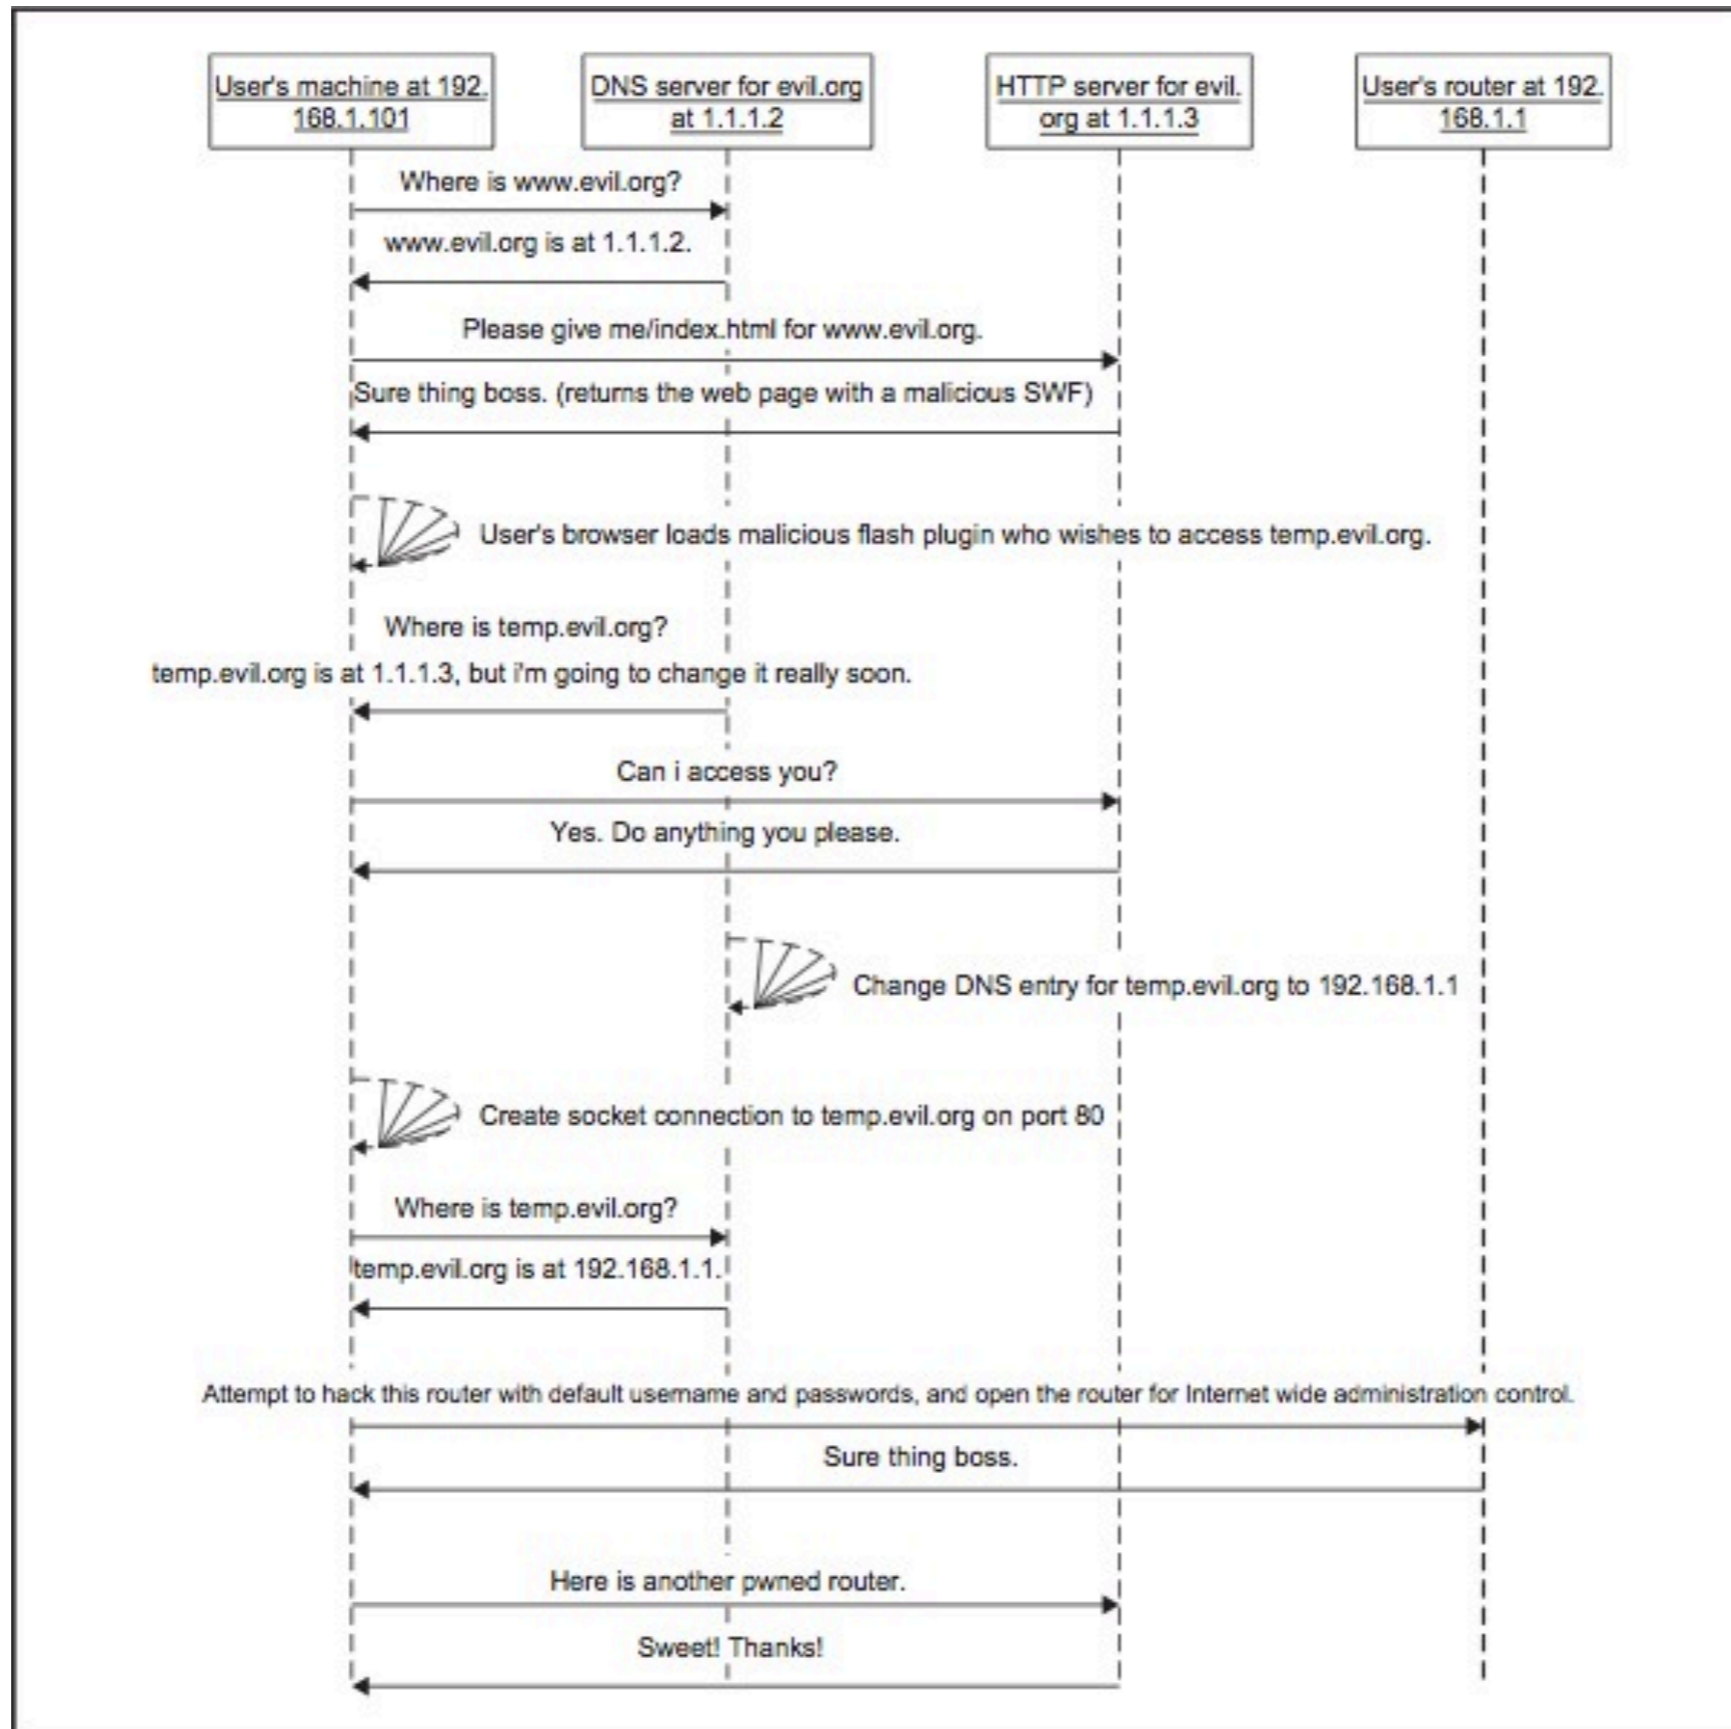 User's machine at 192.
168.1.101
DNS server for evil.org
at 1.1.1.2
HTTP server for evil.
org at 1.1.1.3
User's router at 192.
168.1.1
Where is www.evil.org?
www.evil.org is at 1.1.1.2.
Please give me/index.html for www.evil.org.
Sure thing boss. (returns the web page with a malicious SWF)
User's browser loads malicious flash plugin who wishes to access temp.evil.org.
Where is temp.evil.org?
temp.evil.org is at 1.1.1.3, but i'm going to change it really soon.
Can i access you?
Yes. Do anything you please.
Change DNS entry for temp.evil.org to 192.168.1.1
Create socket connection to temp.evil.org on port 80
Where is temp.evil.org?
temp.evil.org is at 192.168.1.1.
Attempt to hack this router with default username and passwords, and open the router for Internet wide administration control.
Sure thing boss.
Here is another pwned router.
Sweet! Thanks!